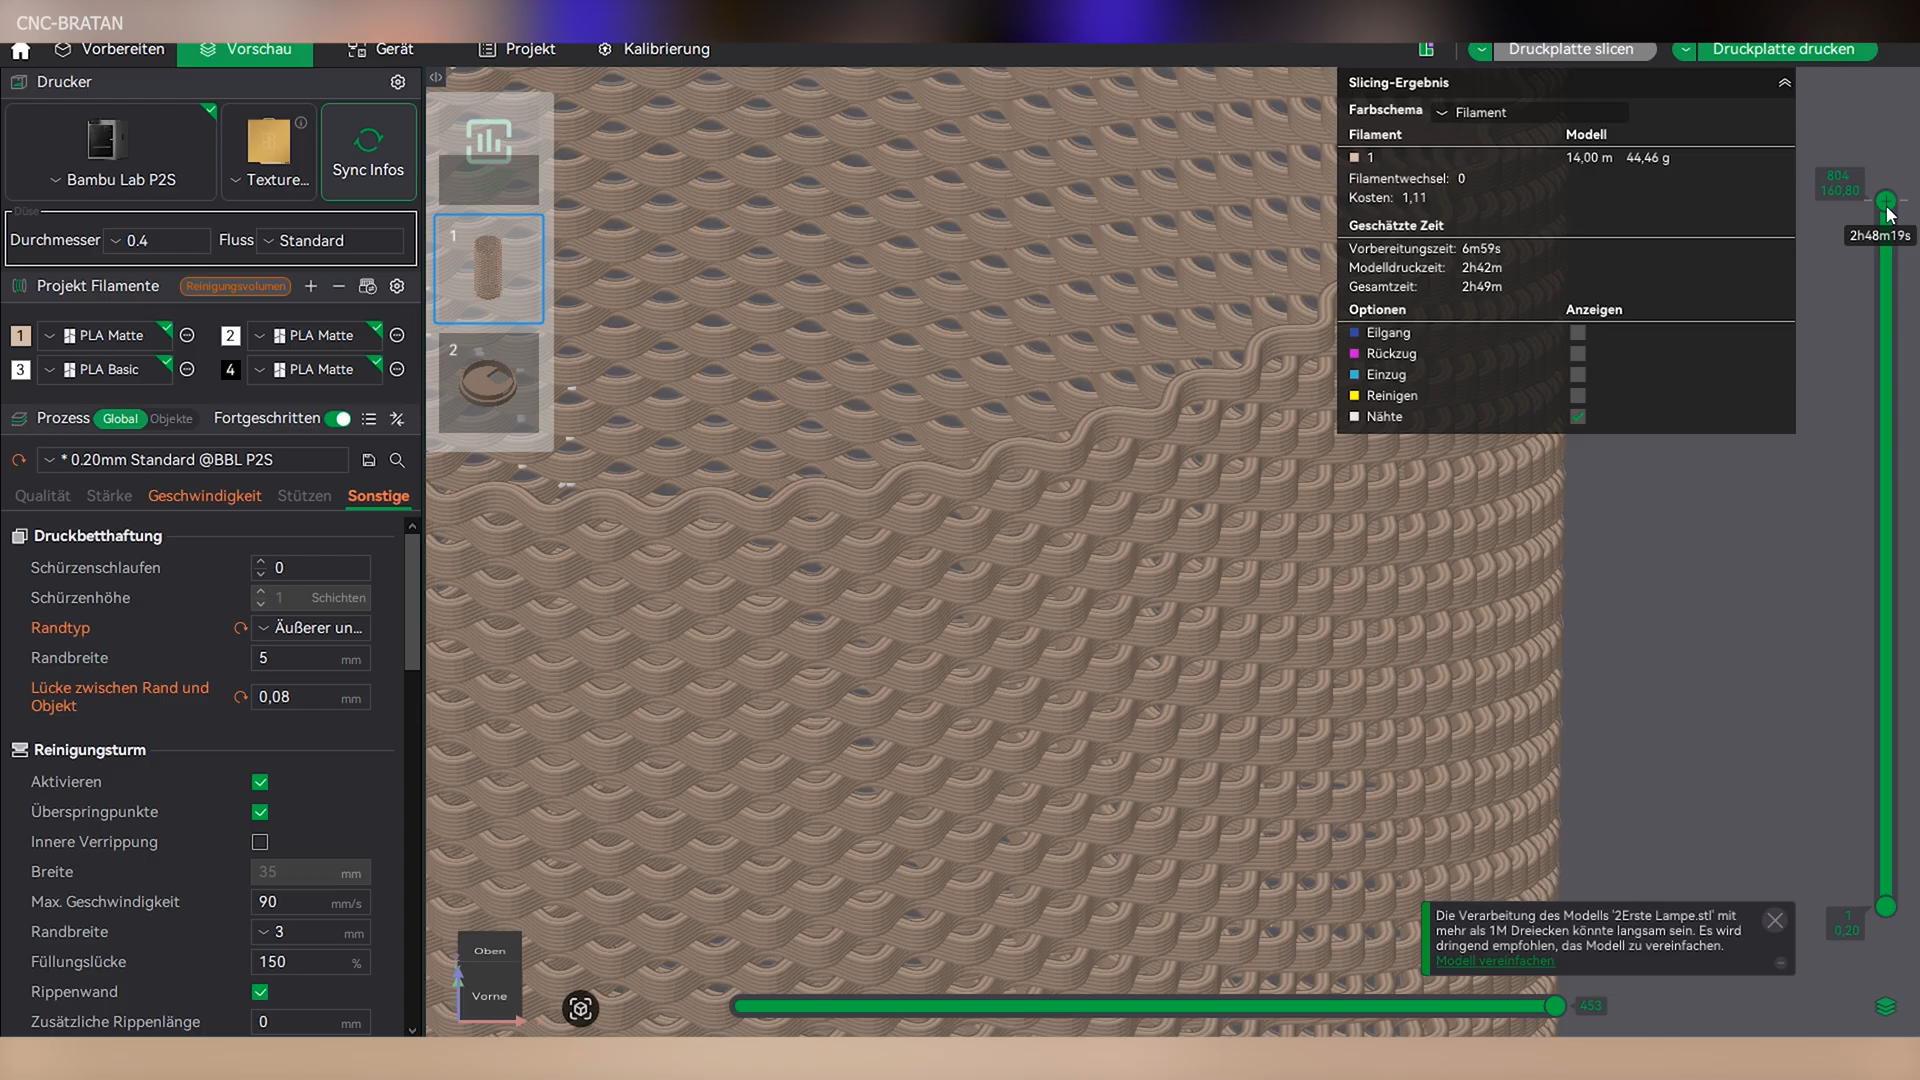 CNC-BRATAN
Vorbereiten
Vorschau
Gerät
Projekt
Kalibrierung
Druckplatte slicen
Druckplatte drucken
Drucker
Bambu Lab P2S
Texture...
Sync Infos
Düse
Durchmesser 0.4 Fluss Standard
Projekt Filamente Reinigungsvolumen
1 PLA Matte 2 PLA Matte
3 PLA Basic 4 PLA Matte
Prozess Global Objekte Fortgeschritten
* 0.20mm Standard @BBL P2S
Qualität Stärke Geschwindigkeit Stützen Sonstige
Druckbetthaftung
Schürzenschlaufen 0
Schürzenhöhe 1 Schichten
Randtyp Äußerer un...
Randbreite 5 mm
Lücke zwischen Rand und
Objekt
0,08 mm
Reinigungsturm
Aktivieren
Überspringpunkte
Innere Verrippung
Breite 35 mm
Max. Geschwindigkeit 90 mm/s
Randbreite 3 mm
Füllungslücke 150 %
Rippenwand
Zusätzliche Rippenlänge 0 mm
1
2
Oben
Vorne
Slicing-Ergebnis
Farbschema Filament
Filament Modell
1 14,00 m 44,46 g
Filamentwechsel: 0
Kosten: 1,11
Geschätzte Zeit
Vorbereitungszeit: 6m59s
Modelldruckzeit: 2h42m
Gesamtzeit: 2h49m
Optionen Anzeigen
Eilgang
Rückzug
Einzug
Reinigen
Nähte
804
160,80
2h48m19s
Die Verarbeitung des Modells '2Erste Lampe.stl' mit
mehr als 1M Dreiecken könnte langsam sein. Es wird
dringend empfohlen, das Modell zu vereinfachen.
Modell vereinfachen
1
0,20
453